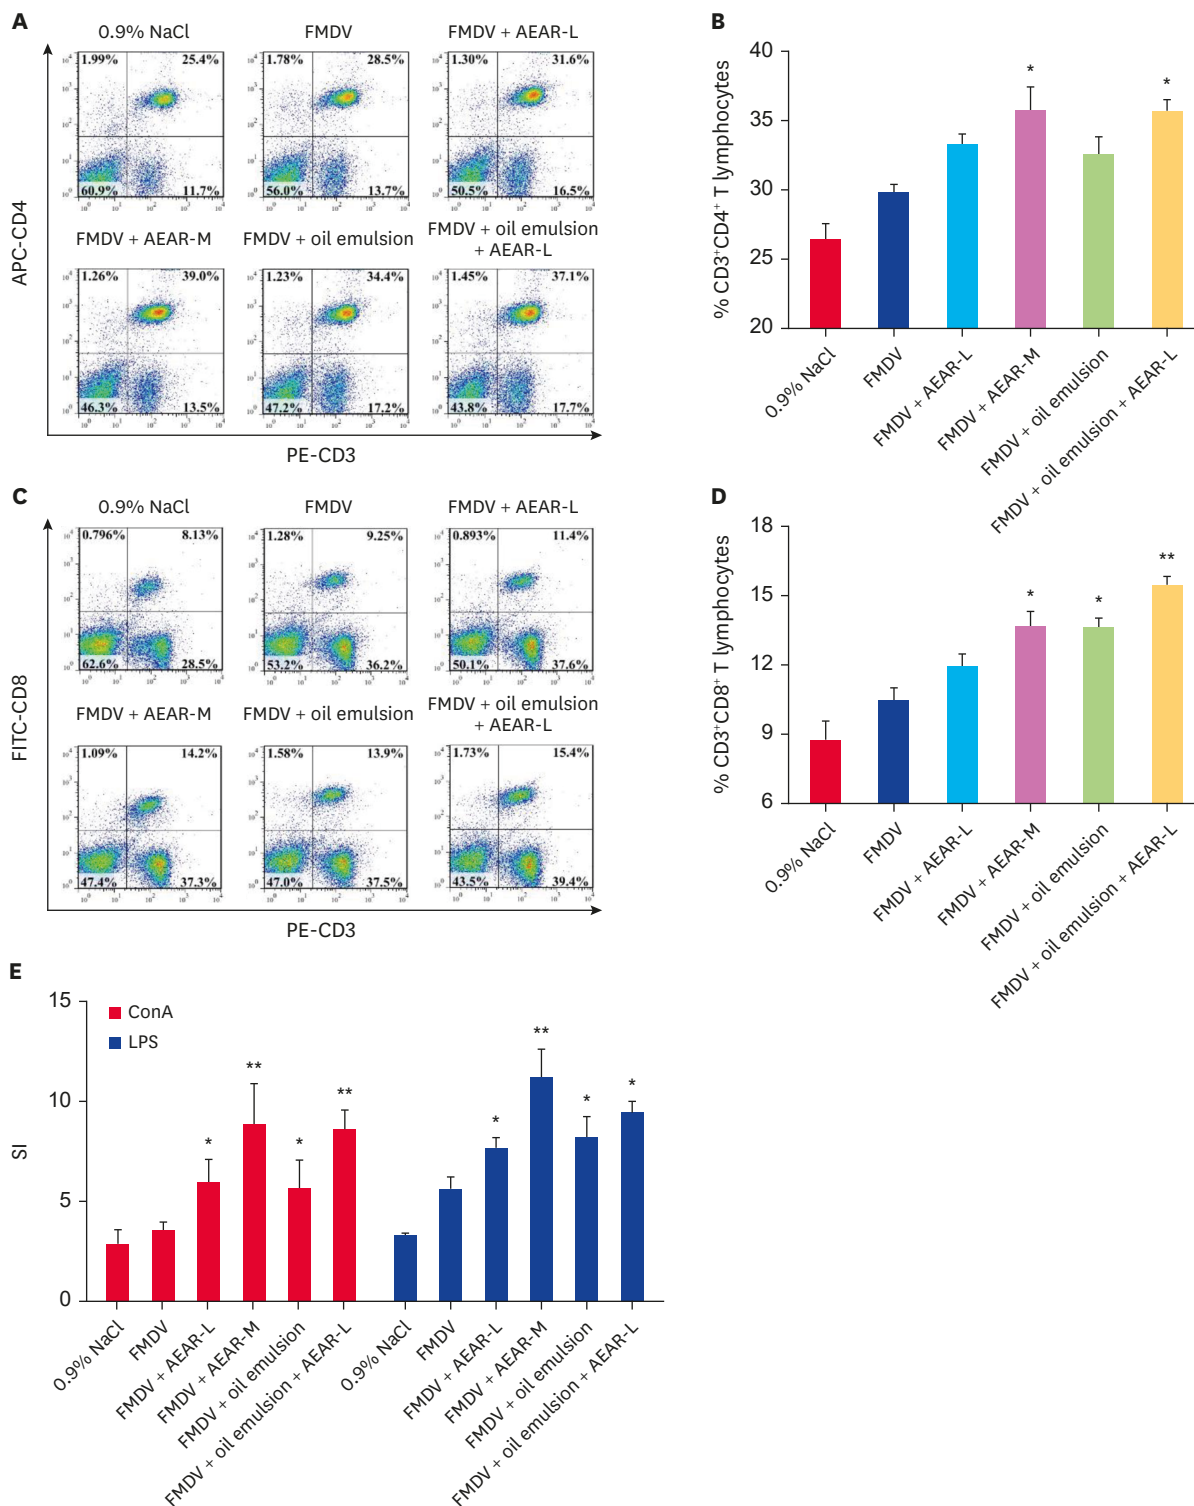 A
0.9% NaCl
FMDV
FMDV + AEAR-L
1.99%
25.4%
60.9%
11.7%
1.78%
28.5%
56.0%
13.7%
1.30%
31.6%
50.5%
16.5%
FMDV + AEAR-M
FMDV + oil emulsion
FMDV + oil emulsion
+ AEAR-L
1.26%
39.0%
46.3%
13.5%
1.23%
34.4%
47.2%
17.2%
1.45%
37.1%
43.8%
17.7%
APC-CD4
PE-CD3
B
% CD3+CD4+ T lymphocytes
40
35
30
25
20
*
*
0.9% NaCl
FMDV
FMDV + AEAR-L
FMDV + AEAR-M
FMDV + oil emulsion
FMDV + oil emulsion + AEAR-L
C
0.9% NaCl
FMDV
FMDV + AEAR-L
0.796%
8.13%
62.6%
28.5%
1.28%
9.25%
53.2%
36.2%
0.893%
11.4%
50.1%
37.6%
FMDV + AEAR-M
FMDV + oil emulsion
FMDV + oil emulsion
+ AEAR-L
1.09%
14.2%
47.4%
37.3%
1.58%
13.9%
47.0%
37.5%
1.73%
15.4%
43.5%
39.4%
FITC-CD8
PE-CD3
D
% CD3+CD8+ T lymphocytes
18
15
12
9
6
*
*
**
0.9% NaCl
FMDV
FMDV + AEAR-L
FMDV + AEAR-M
FMDV + oil emulsion
FMDV + oil emulsion + AEAR-L
E
SI
15
10
5
0
ConA
LPS
*
**
*
**
*
**
*
*
0.9% NaCl
FMDV
FMDV + AEAR-L
FMDV + AEAR-M
FMDV + oil emulsion
FMDV + oil emulsion + AEAR-L
0.9% NaCl
FMDV
FMDV + AEAR-L
FMDV + AEAR-M
FMDV + oil emulsion
FMDV + oil emulsion + AEAR-L